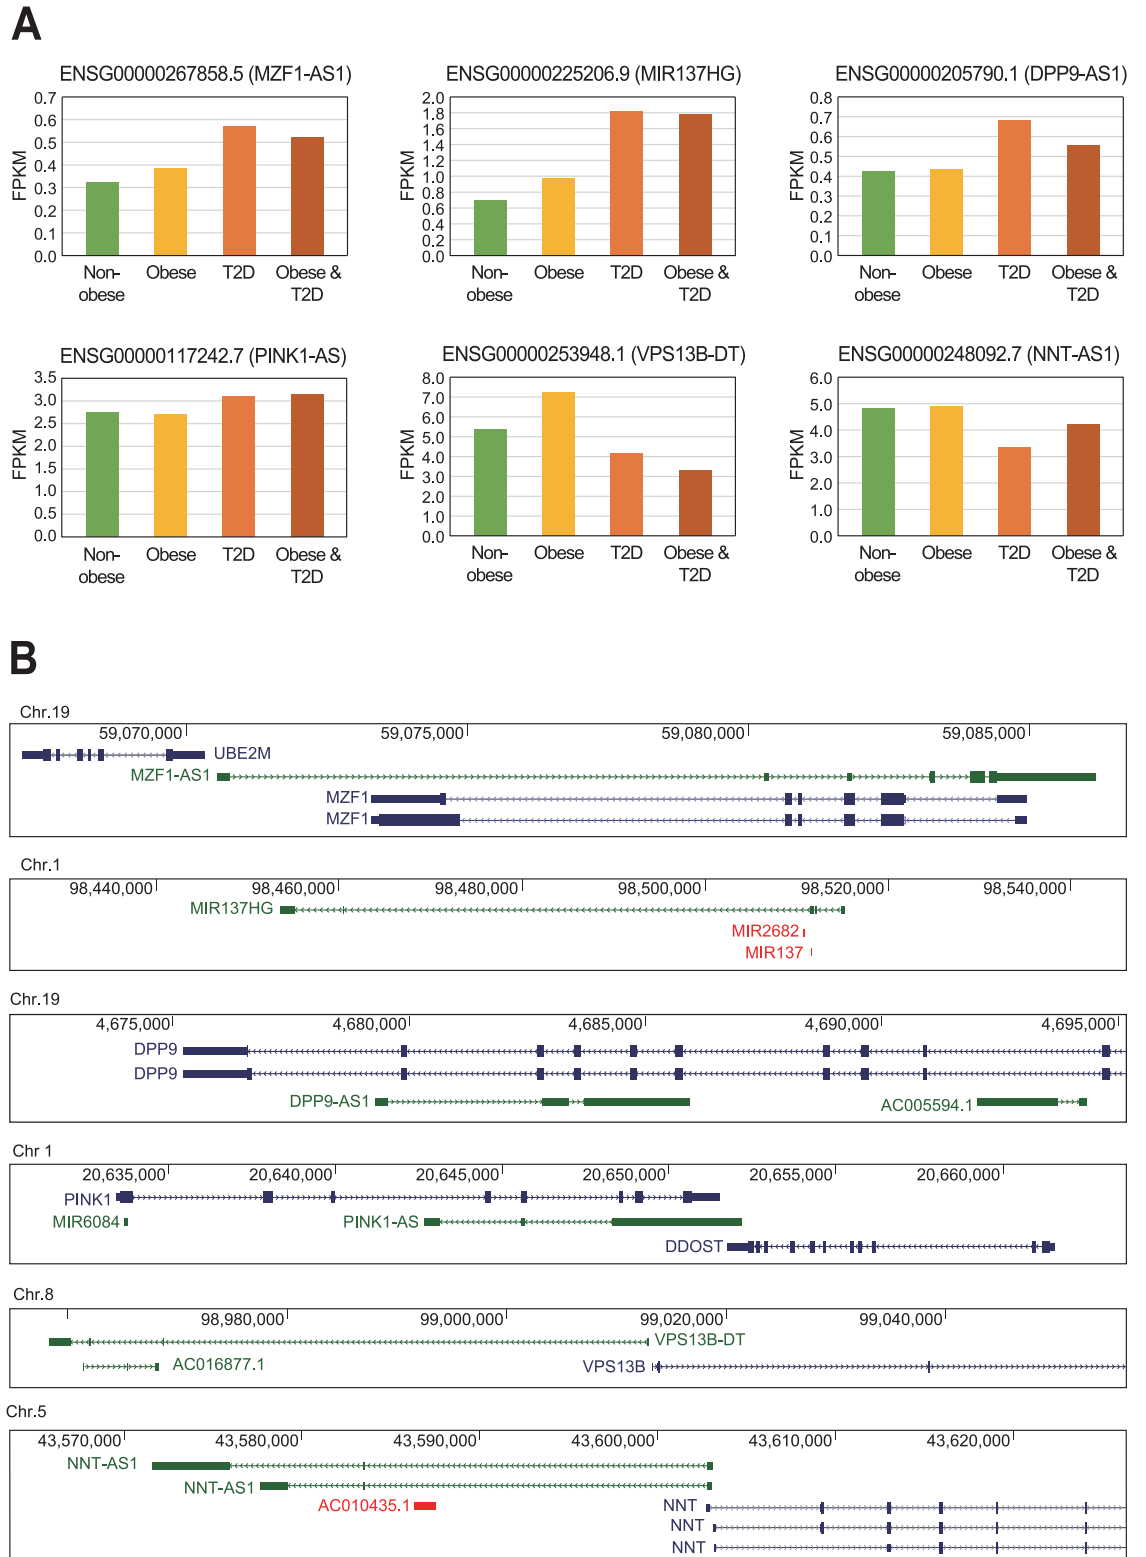 A
ENSG00000267858.5 (MZF1-AS1)
0.7
0.6
0.5
0.4
0.3
0.2
0.1
0.0
FPKM
Non-
obese
Obese
T2D
Obese &
T2D
ENSG00000225206.9 (MIR137HG)
2.0
1.8
1.6
1.4
1.2
1.0
0.8
0.6
0.4
0.2
0.0
FPKM
Non-
obese
Obese
T2D
Obese &
T2D
ENSG00000205790.1 (DPP9-AS1)
0.8
0.7
0.6
0.5
0.4
0.3
0.2
0.1
0.0
FPKM
Non-
obese
Obese
T2D
Obese &
T2D
ENSG00000117242.7 (PINK1-AS)
3.5
3.0
2.5
2.0
1.5
1.0
0.5
0.0
FPKM
Non-
obese
Obese
T2D
Obese &
T2D
ENSG00000253948.1 (VPS13B-DT)
8.0
7.0
6.0
5.0
4.0
3.0
2.0
1.0
0.0
FPKM
Non-
obese
Obese
T2D
Obese &
T2D
ENSG00000248092.7 (NNT-AS1)
6.0
5.0
4.0
3.0
2.0
1.0
0.0
FPKM
Non-
obese
Obese
T2D
Obese &
T2D
B
Chr.19
59,070,000 59,075,000 59,080,000 59,085,000
UBE2M
MZF1-AS1
MZF1
MZF1
Chr.1
98,440,000 98,460,000 98,480,000 98,500,000 98,520,000 98,540,000
MIR137HG
MIR2682
MIR137
Chr.19
4,675,000 4,680,000 4,685,000 4,690,000 4,695,000
DPP9
DPP9
DPP9-AS1 AC005594.1
Chr 1
20,635,000 20,640,000 20,645,000 20,650,000 20,655,000 20,660,000
PINK1
MIR6084 PINK1-AS
DDOST
Chr.8
98,980,000 99,000,000 99,020,000 99,040,000
VPS13B-DT
AC016877.1 VPS13B
Chr.5
43,570,000 43,580,000 43,590,000 43,600,000 43,610,000 43,620,000
NNT-AS1
NNT-AS1
AC010435.1 NNT
NNT
NNT